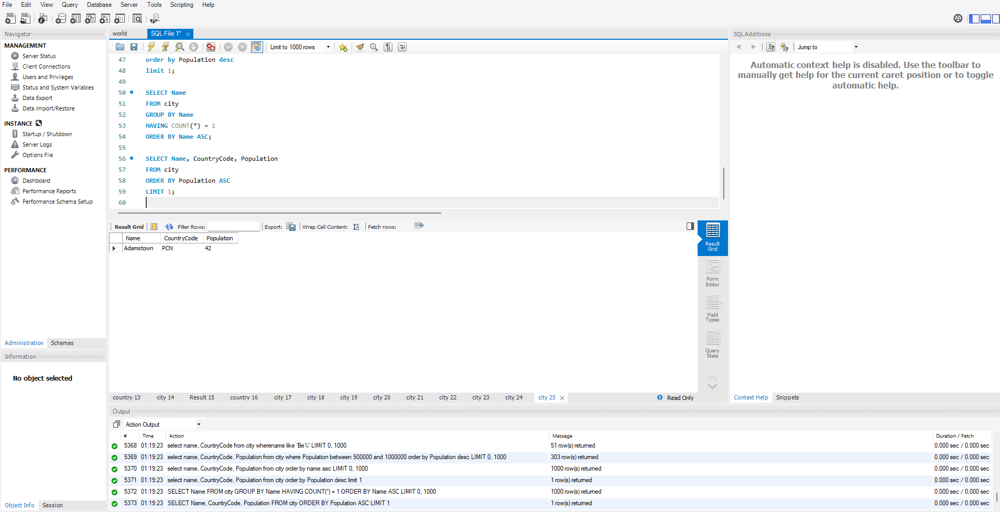 File Edit View Query Database Server Tools Scripting Help
Navigator
MANAGEMENT
Server Status
Client Connections
Users and Privileges
Status and System Variables
Data Export
Data Import/Restore
INSTANCE
Startup / Shutdown
Server Logs
Options File
PERFORMANCE
Dashboard
Performance Reports
Performance Schema Setup
Administration Schemas
Information
No object selected
Object Info Session
world SQL File 1*
Limit to 1000 rows
47 order by Population desc
48 limit 1;
49
50 SELECT Name
51 FROM city
52 GROUP BY Name
53 HAVING COUNT(*) = 1
54 ORDER BY Name ASC;
55
56 SELECT Name, CountryCode, Population
57 FROM city
58 ORDER BY Population ASC
59 LIMIT 1;
60
Result Grid Filter Rows: Export: Wrap Cell Content: Fetch rows:
Name CountryCode Population
Adamstown PCN 42
Result
Grid
Form
Editor
Field
Types
Query
Stats
country 13 city 14 Result 15 country 16 city 17 city 18 city 19 city 20 city 21 city 22 city 23 city 24 city 25 Read Only
SQLAdditions
Jump to
Automatic context help is disabled. Use the toolbar to
manually get help for the current caret position or to toggle
automatic help.
Context Help Snippets
Output
Action Output
# Time Action Message Duration / Fetch
5368 01:19:23 select name, CountryCode from city wherename like 'Be%' LIMIT 0, 1000 51 row(s) returned 0.000 sec / 0.000 sec
5369 01:19:23 select name, CountryCode, Population from city where Population between 500000 and 1000000 order by Population desc LIMIT 0, 1000 303 row(s) returned 0.000 sec / 0.000 sec
5370 01:19:23 select name, CountryCode, Population from city order by name asc LIMIT 0, 1000 1000 row(s) returned 0.000 sec / 0.000 sec
5371 01:19:23 select name, CountryCode, Population from city order by Population desc limit 1 1 row(s) returned 0.000 sec / 0.000 sec
5372 01:19:23 SELECT Name FROM city GROUP BY Name HAVING COUNT(*) = 1 ORDER BY Name ASC LIMIT 0, 1000 1000 row(s) returned 0.000 sec / 0.000 sec
5373 01:19:23 SELECT Name, CountryCode, Population FROM city ORDER BY Population ASC LIMIT 1 1 row(s) returned 0.000 sec / 0.000 sec